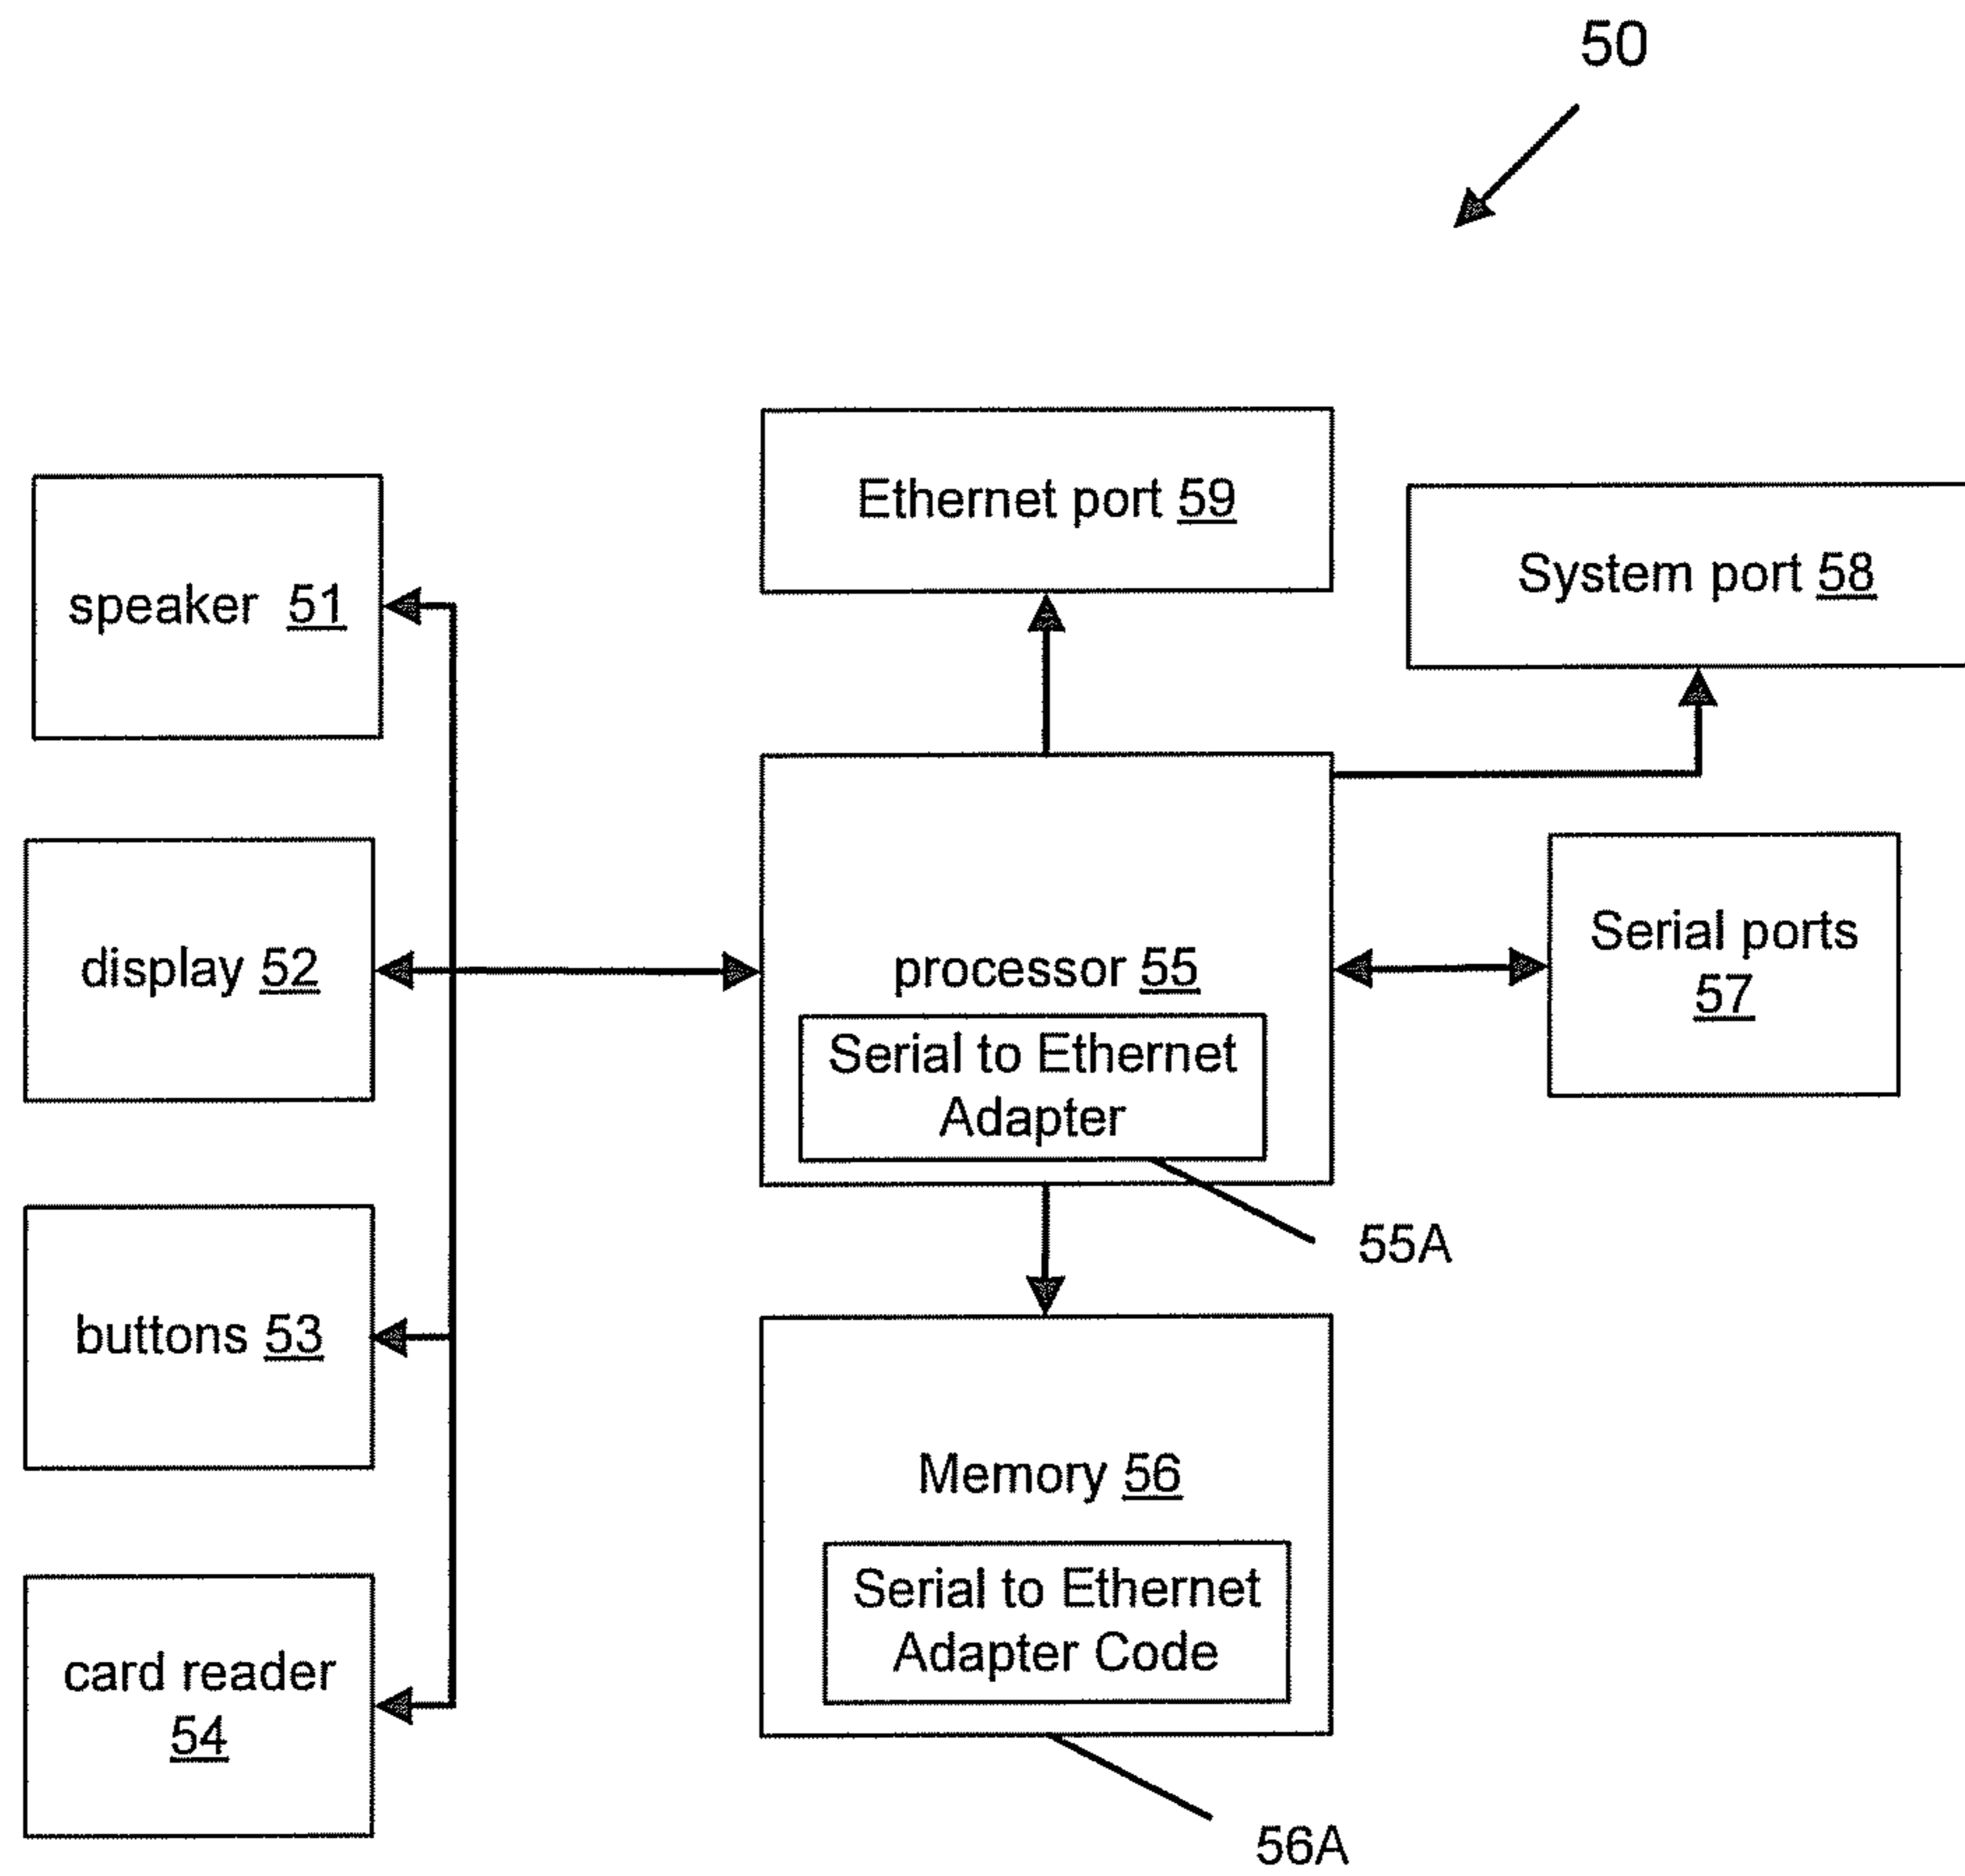 50
Ethernet port 59
System port 58
speaker 51
display 52
processor 55
Serial to Ethernet
Adapter
Serial ports
57
55A
buttons 53
Memory 56
Serial to Ethernet
Adapter Code
card reader
54
56A